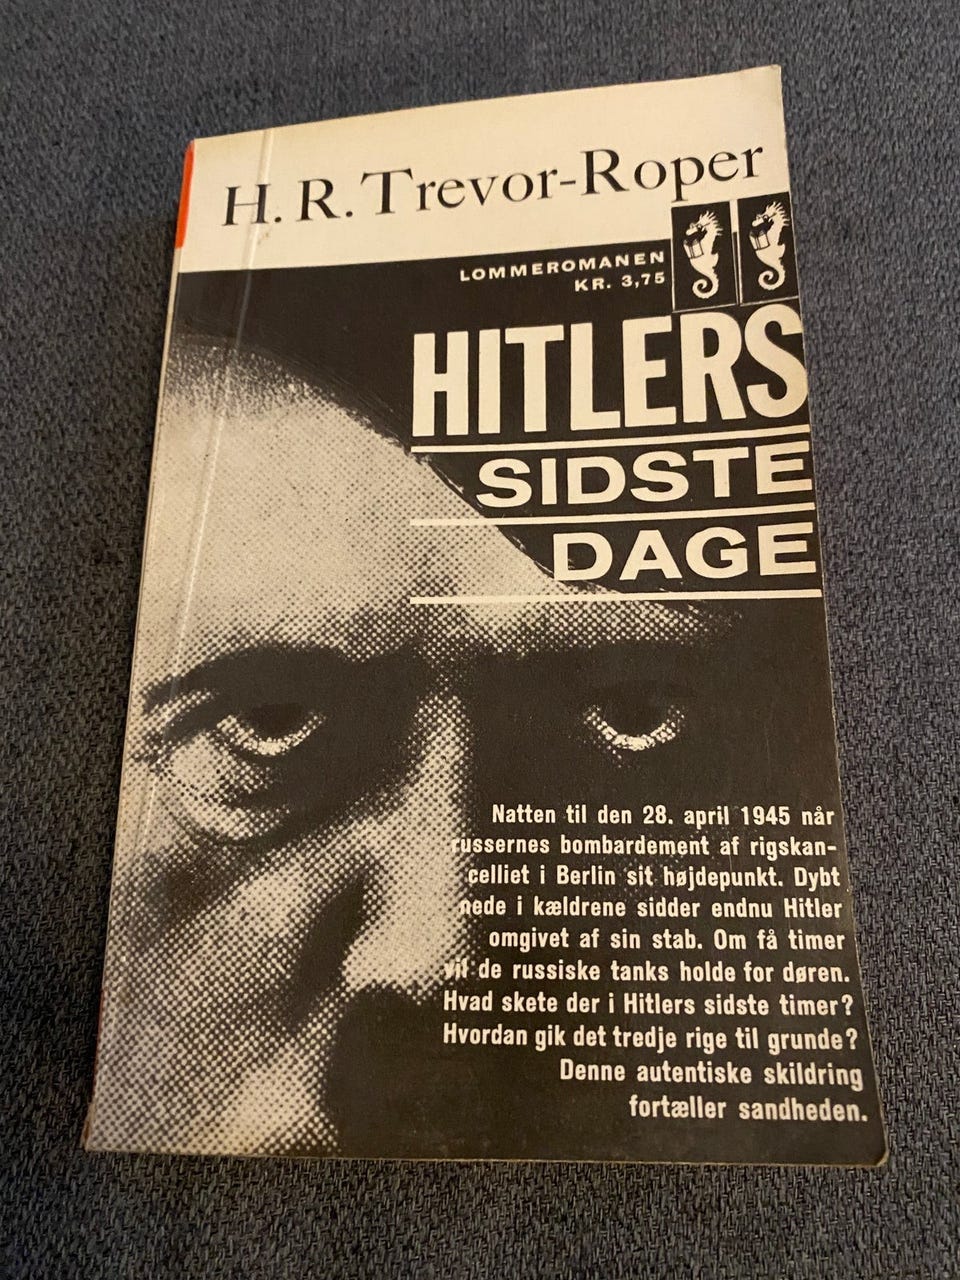 H. R. Trevor-Roper
LOMMEROMANEN
KR. 3,75
HITLERS
SIDSTE
DAGE
Natten til den 28. april 1945 når
russernes bombardement af rigskan-
celliet i Berlin sit højdepunkt. Dybt
nede i kældrene sidder endnu Hitler
omgivet af sin stab. Om få timer
vil de russiske tanks holde for døren.
Hvad skete der i Hitlers sidste timer?
Hvordan gik det tredje rige til grunde?
Denne autentiske skildring
fortæller sandheden.